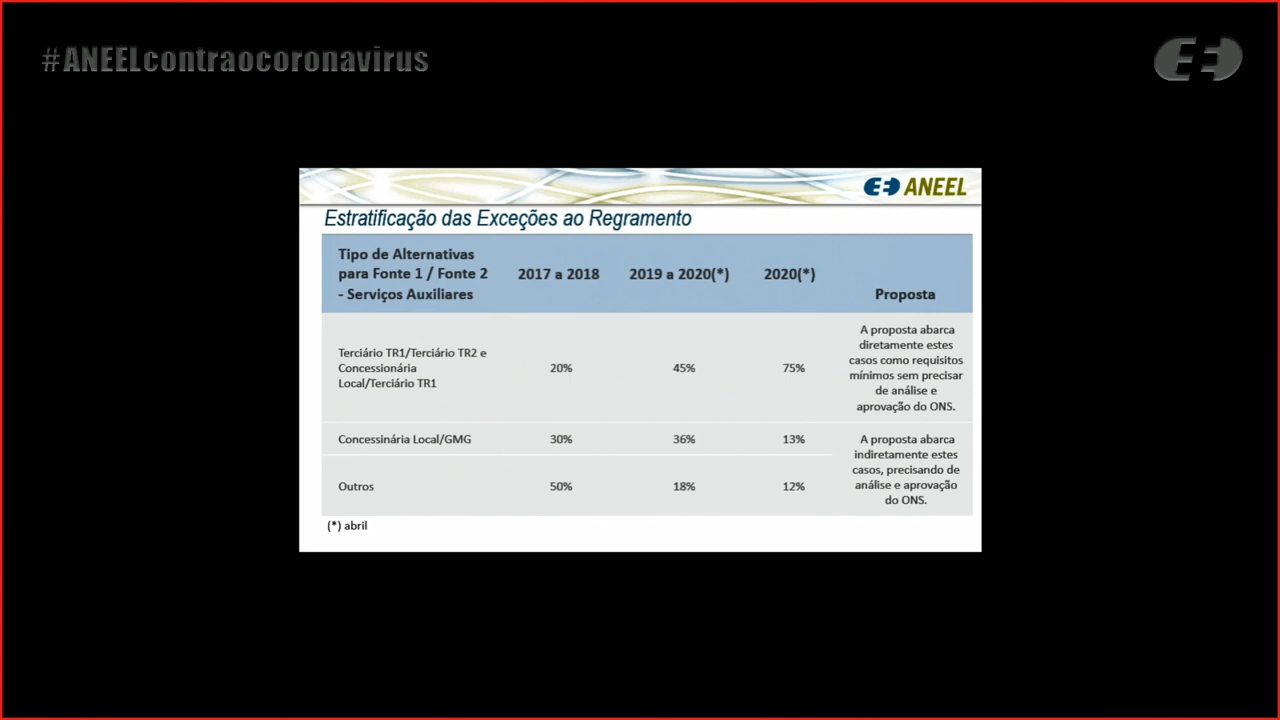 #ANEELcontraocoronavirus
ANEEL
Estratificação das Exceções ao Regramento
Tipo de Alternativas
para Fonte 1 / Fonte 2
- Serviços Auxiliares
2017 a 2018
2019 a 2020(*)
2020(*)
Proposta
Terciário TR1/Terciário TR2 e
Concessionária
Local/Terciário TR1
20%
45%
75%
A proposta abarca
diretamente estes
casos como requisitos
mínimos sem precisar
de análise e
aprovação do ONS.
Concessinária Local/GMG
30%
36%
13%
A proposta abarca
indiretamente estes
casos, precisando de
análise e aprovação
do ONS.
Outros
50%
18%
12%
(*) abril